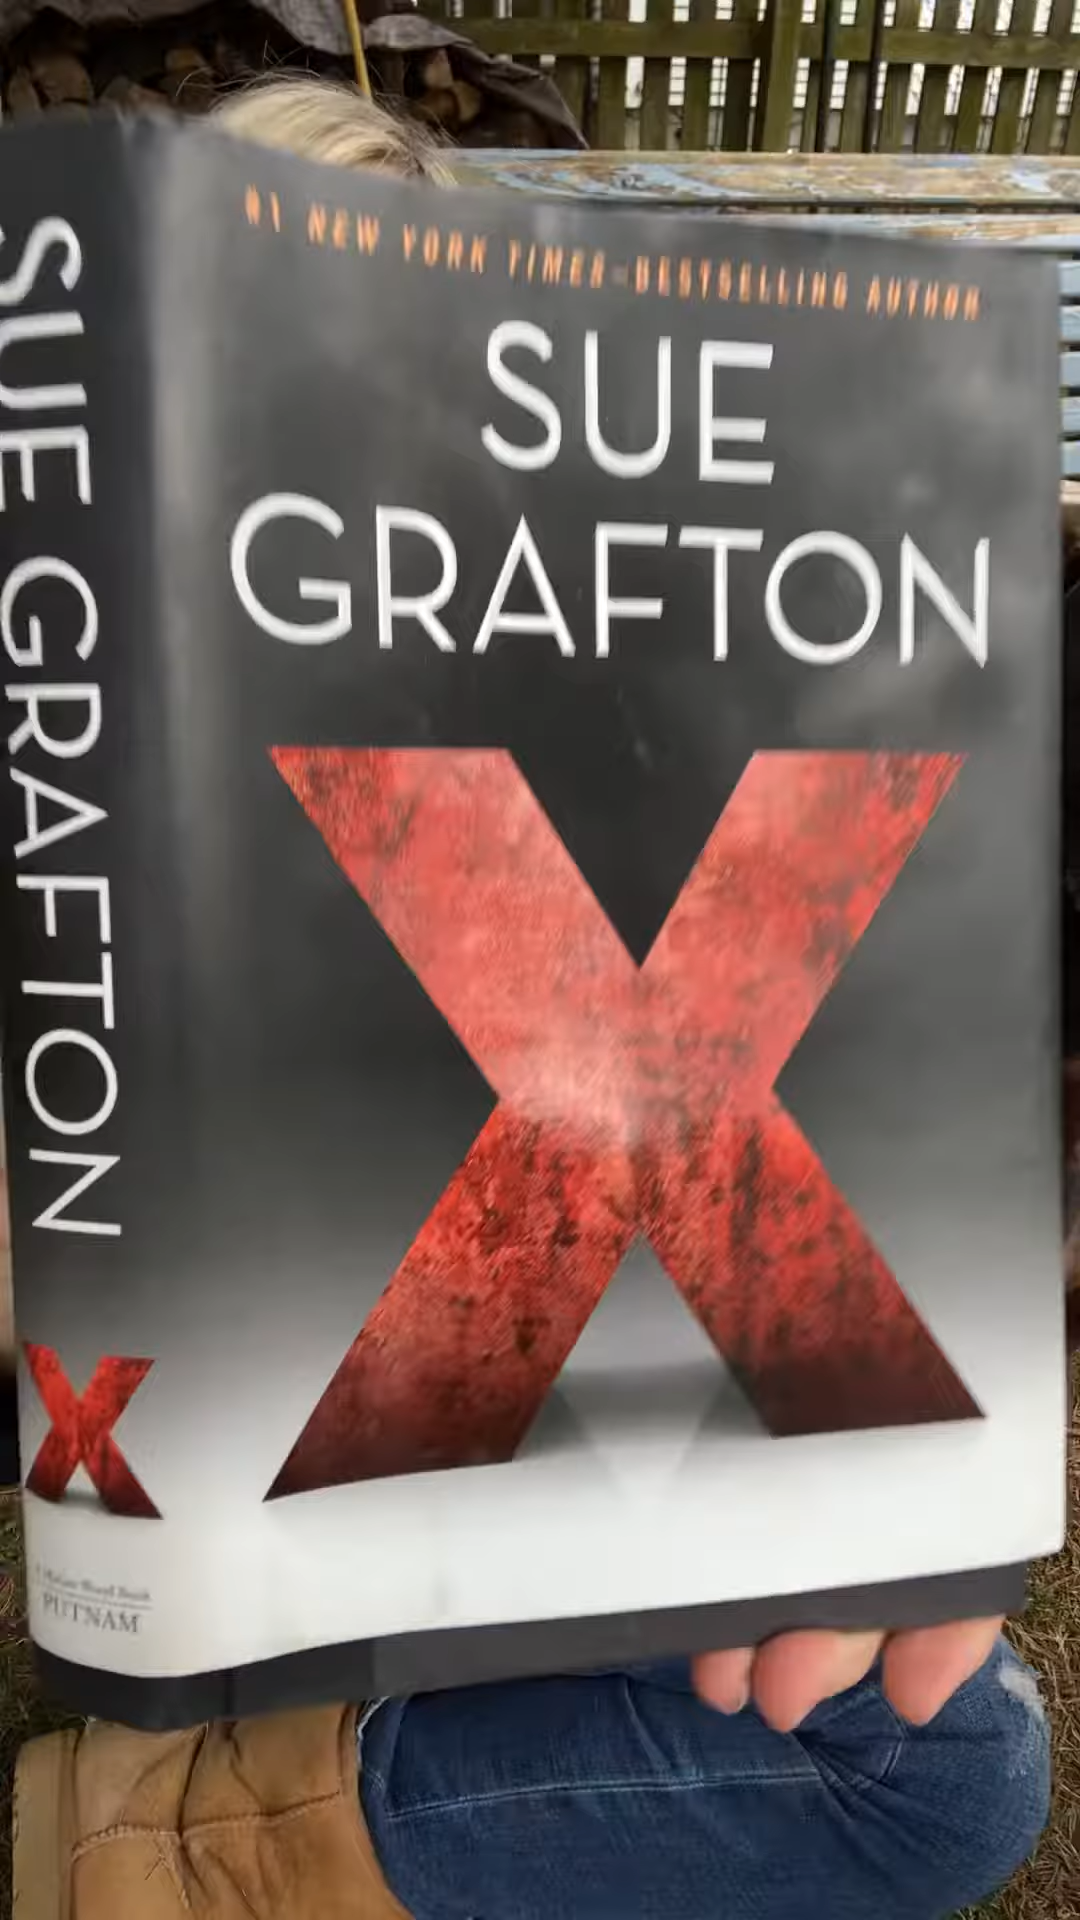 #1 NEW YORK TIMES–BESTSELLING AUTHOR
SUE
GRAFTON
X
SUE GRAFTON
X
A Marian Wood Book
PUTNAM